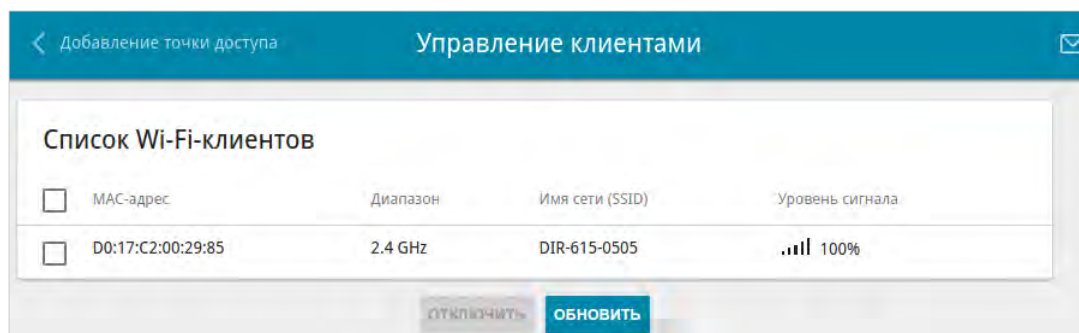 Добавление точки доступа Управление клиентами
Список Wi-Fi-клиентов
MAC-адрес Диапазон Имя сети (SSID) Уровень сигнала
D0:17:C2:00:29:85 2.4 GHz DIR-615-0505 100%
ОТКЛЮЧИТЬ ОБНОВИТЬ